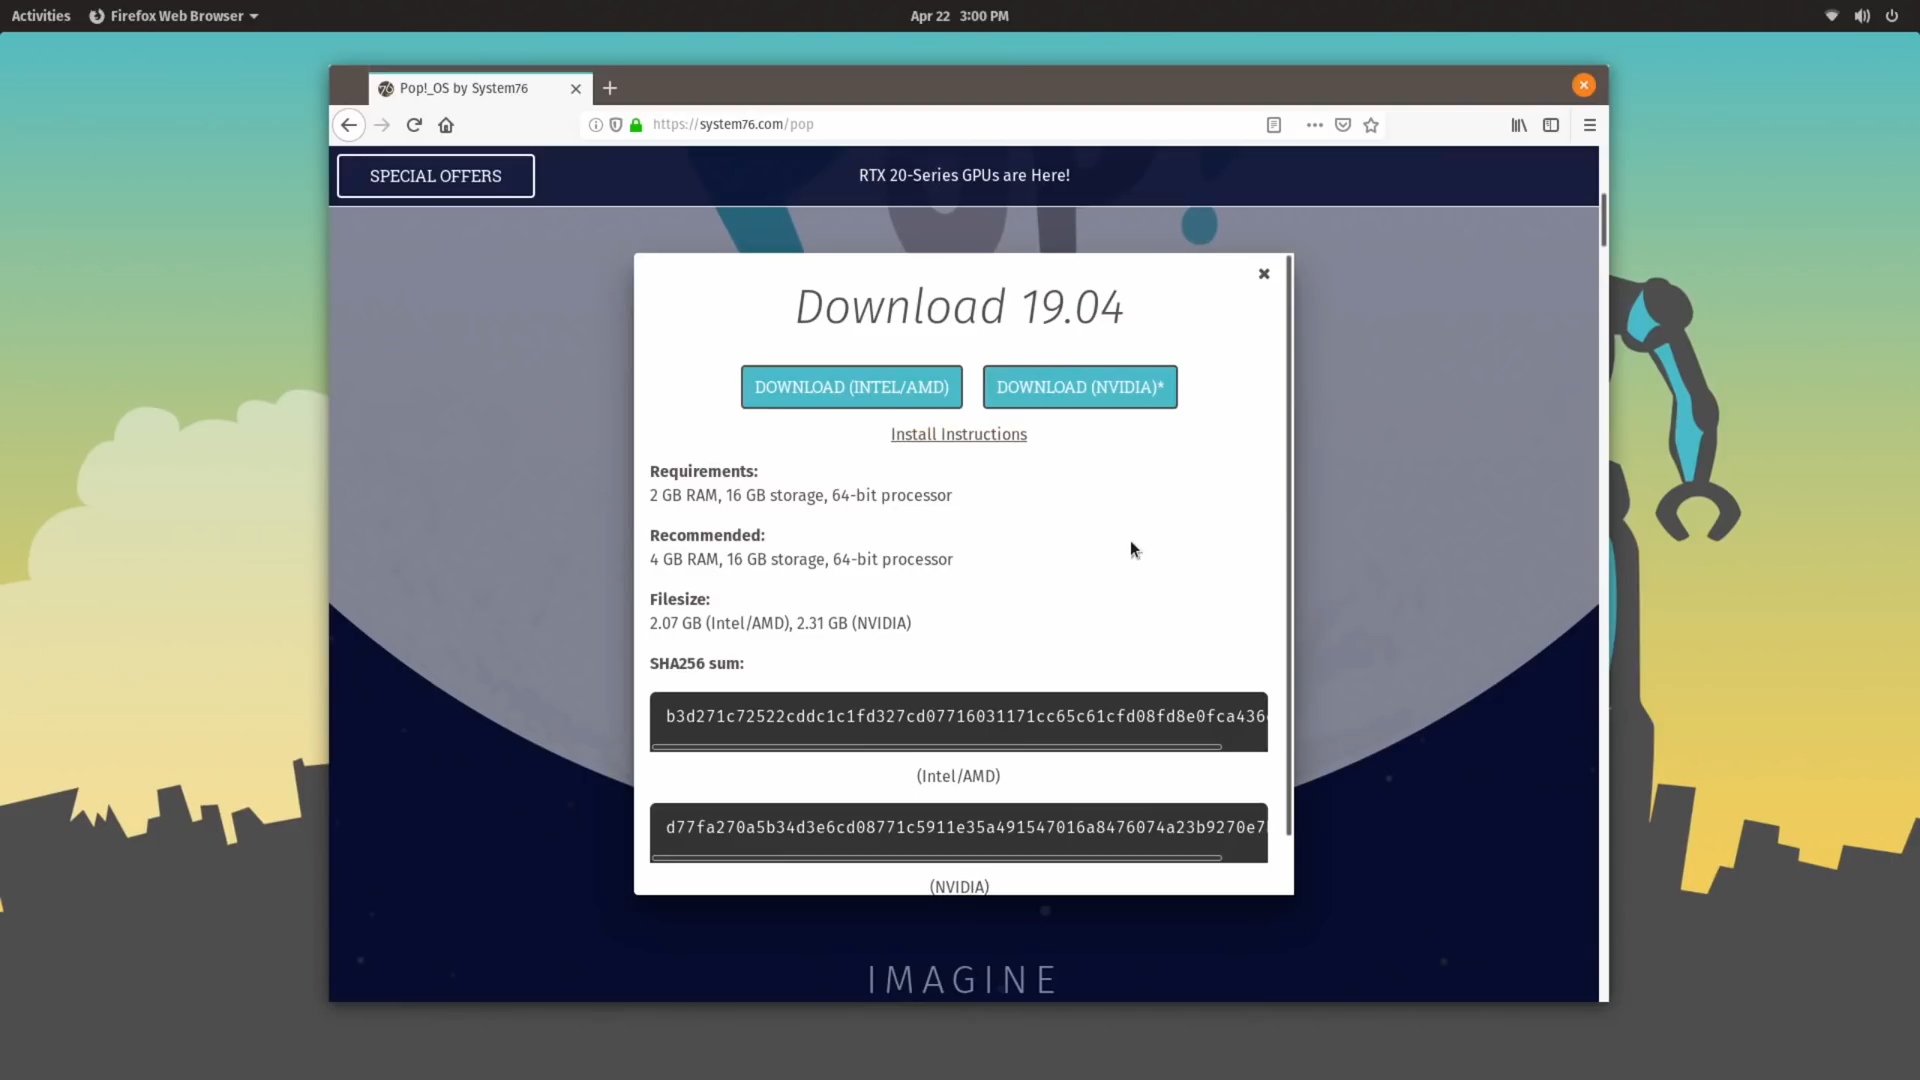 Activities
Firefox Web Browser
Apr 22 3:00 PM
Pop!_OS by System76
https://system76.com/pop
SPECIAL OFFERS
RTX 20-Series GPUs are Here!
Download 19.04
DOWNLOAD (INTEL/AMD)
DOWNLOAD (NVIDIA)*
Install Instructions
Requirements:
2 GB RAM, 16 GB storage, 64-bit processor
Recommended:
4 GB RAM, 16 GB storage, 64-bit processor
Filesize:
2.07 GB (Intel/AMD), 2.31 GB (NVIDIA)
SHA256 sum:
b3d271c72522cddc1c1fd327cd07716031171cc65c61cfd08fd8e0fca436
(Intel/AMD)
d77fa270a5b34d3e6cd08771c5911e35a491547016a8476074a23b9270e7
(NVIDIA)
IMAGINE